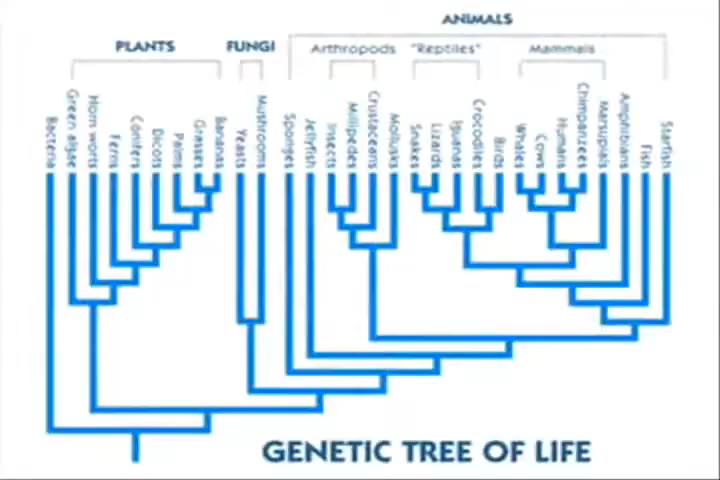 ANIMALS
PLANTS
FUNGI
Arthropods
"Reptiles"
Mammals
Bacteria
Green algae
Horn worts
Ferns
Conifers
Dicots
Palms
Grasses
Bananas
Yeasts
Mushrooms
Sponges
Jellyfish
Insects
Millipedes
Crustaceans
Mollusks
Snakes
Lizards
Iguanas
Crocodiles
Birds
Whales
Cows
Humans
Chimpanzees
Marsupials
Amphibians
Fish
Starfish
GENETIC TREE OF LIFE